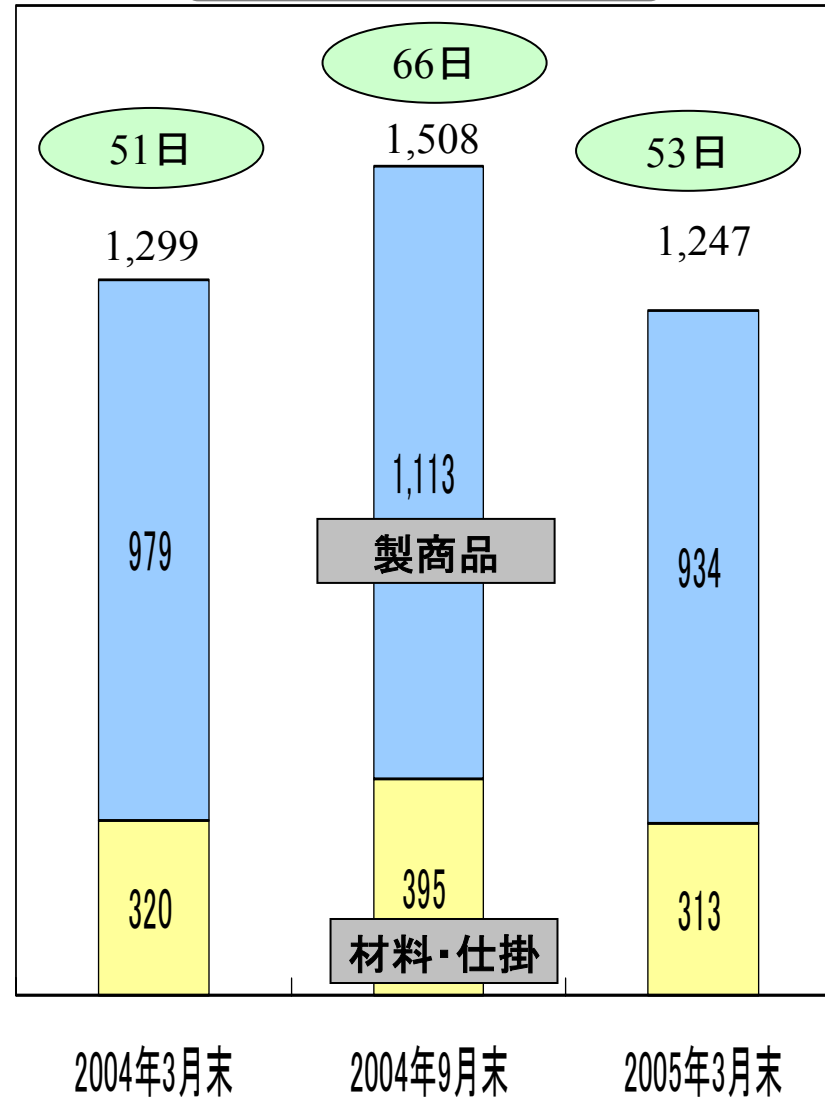 66日
51日
1,508
53日
1,299
1,247
1,113
979
製商品
934
395
320
313
材料・仕掛
2004年3月末
2004年9月末
2005年3月末